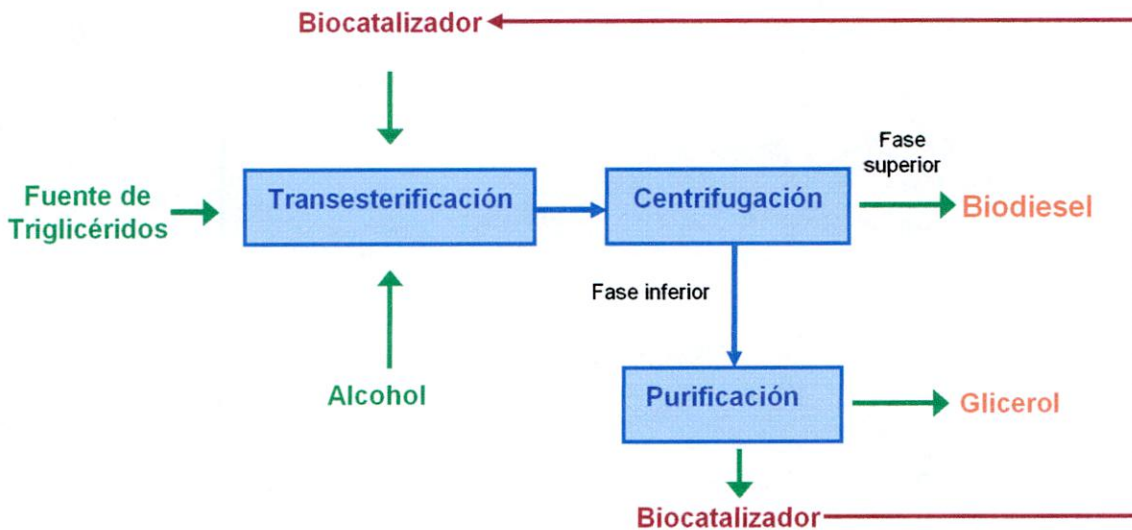 Biocatalizador
Fuente de
Triglicéridos
Transesterificación
Centrifugación
Fase
superior
Biodiesel
Fase inferior
Alcohol
Purificación
Glicerol
Biocatalizador